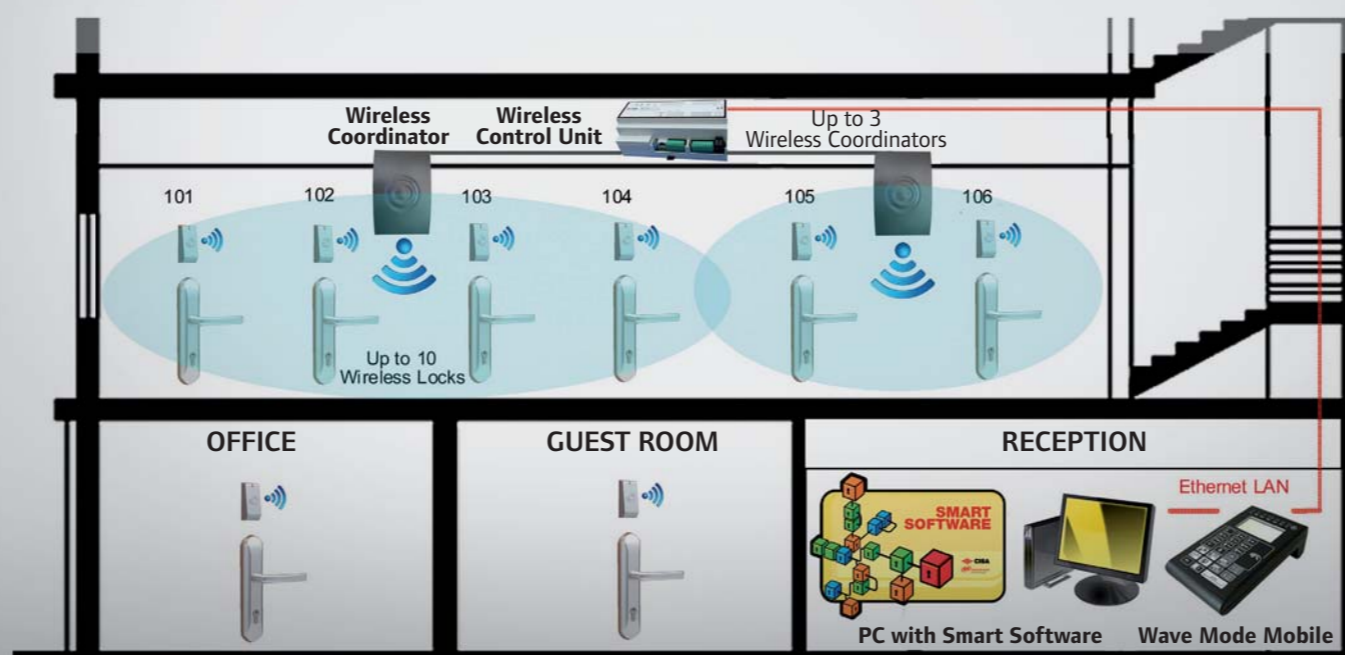 Wireless
Coordinator
Wireless
Control Unit
Up to 3
Wireless Coordinators
101
102
103
104
105
106
Up to 10
Wireless Locks
OFFICE
GUEST ROOM
RECEPTION
SMART
SOFTWARE
CISA
Ethernet LAN
PC with Smart Software
Wave Mode Mobile